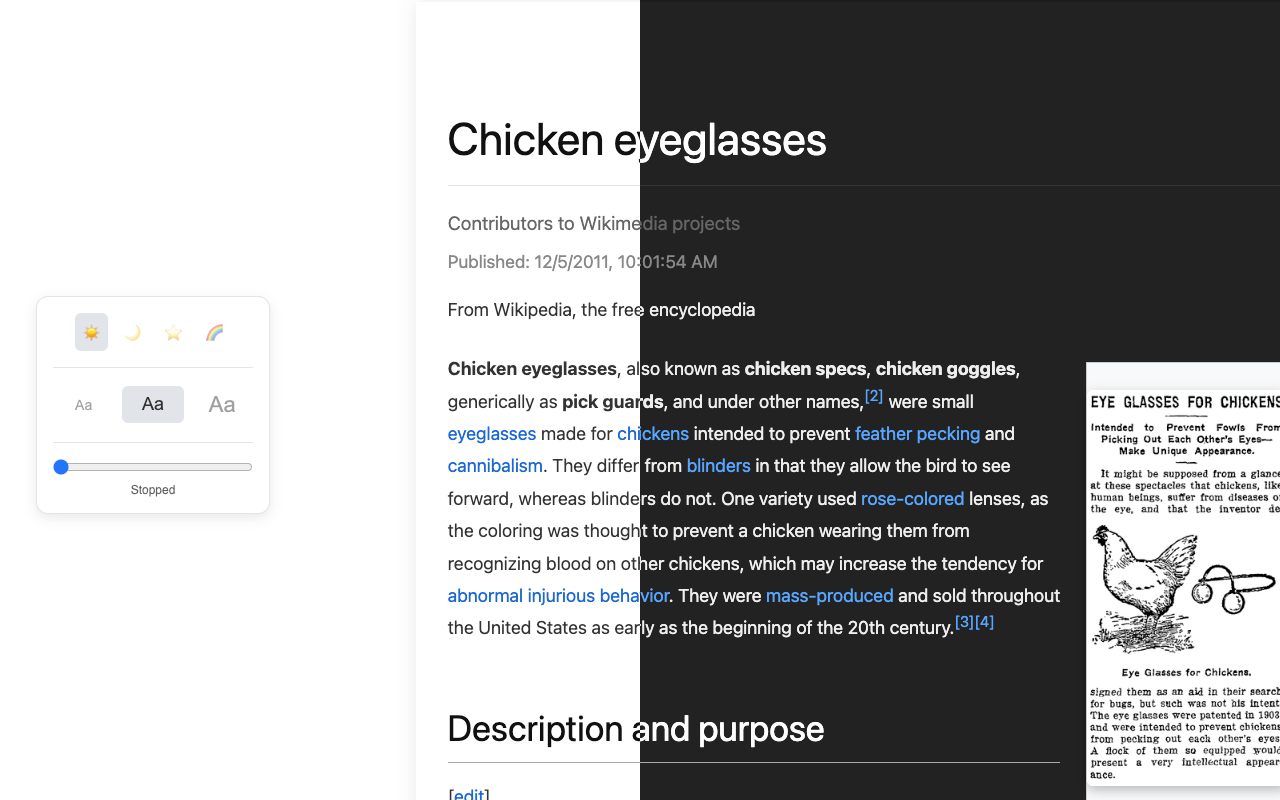 Chicken eyeglasses
Contributors to Wikimedia projects
Published: 12/5/2011, 10:01:54 AM
From Wikipedia, the free encyclopedia
Chicken eyeglasses, also known as chicken specs, chicken goggles,
generically as pick guards, and under other names,[2] were small
eyeglasses made for chickens intended to prevent feather pecking and
cannibalism. They differ from blinders in that they allow the bird to see
forward, whereas blinders do not. One variety used rose-colored lenses, as
the coloring was thought to prevent a chicken wearing them from
recognizing blood on other chickens, which may increase the tendency for
abnormal injurious behavior. They were mass-produced and sold throughout
the United States as early as the beginning of the 20th century.[3][4]
Description and purpose
[edit]
Aa
Aa
Aa
Stopped
EYE GLASSES FOR CHICKENS
Intended to Prevent Fowls From
Picking Out Each Other's Eyes—
Make Unique Appearance.
It might be supposed from a glance
at these spectacles that chickens, like
human beings, suffer from diseases of
the eye, and that the inventor de
Eye Glasses for Chickens.
signed them as an aid in their search
for bugs, but such was not his intent.
The eye glasses were patented in 1903
and were intended to prevent chickens
from pecking out each other's eyes.
A flock of them so equipped would
present a very intellectual appear
ance.